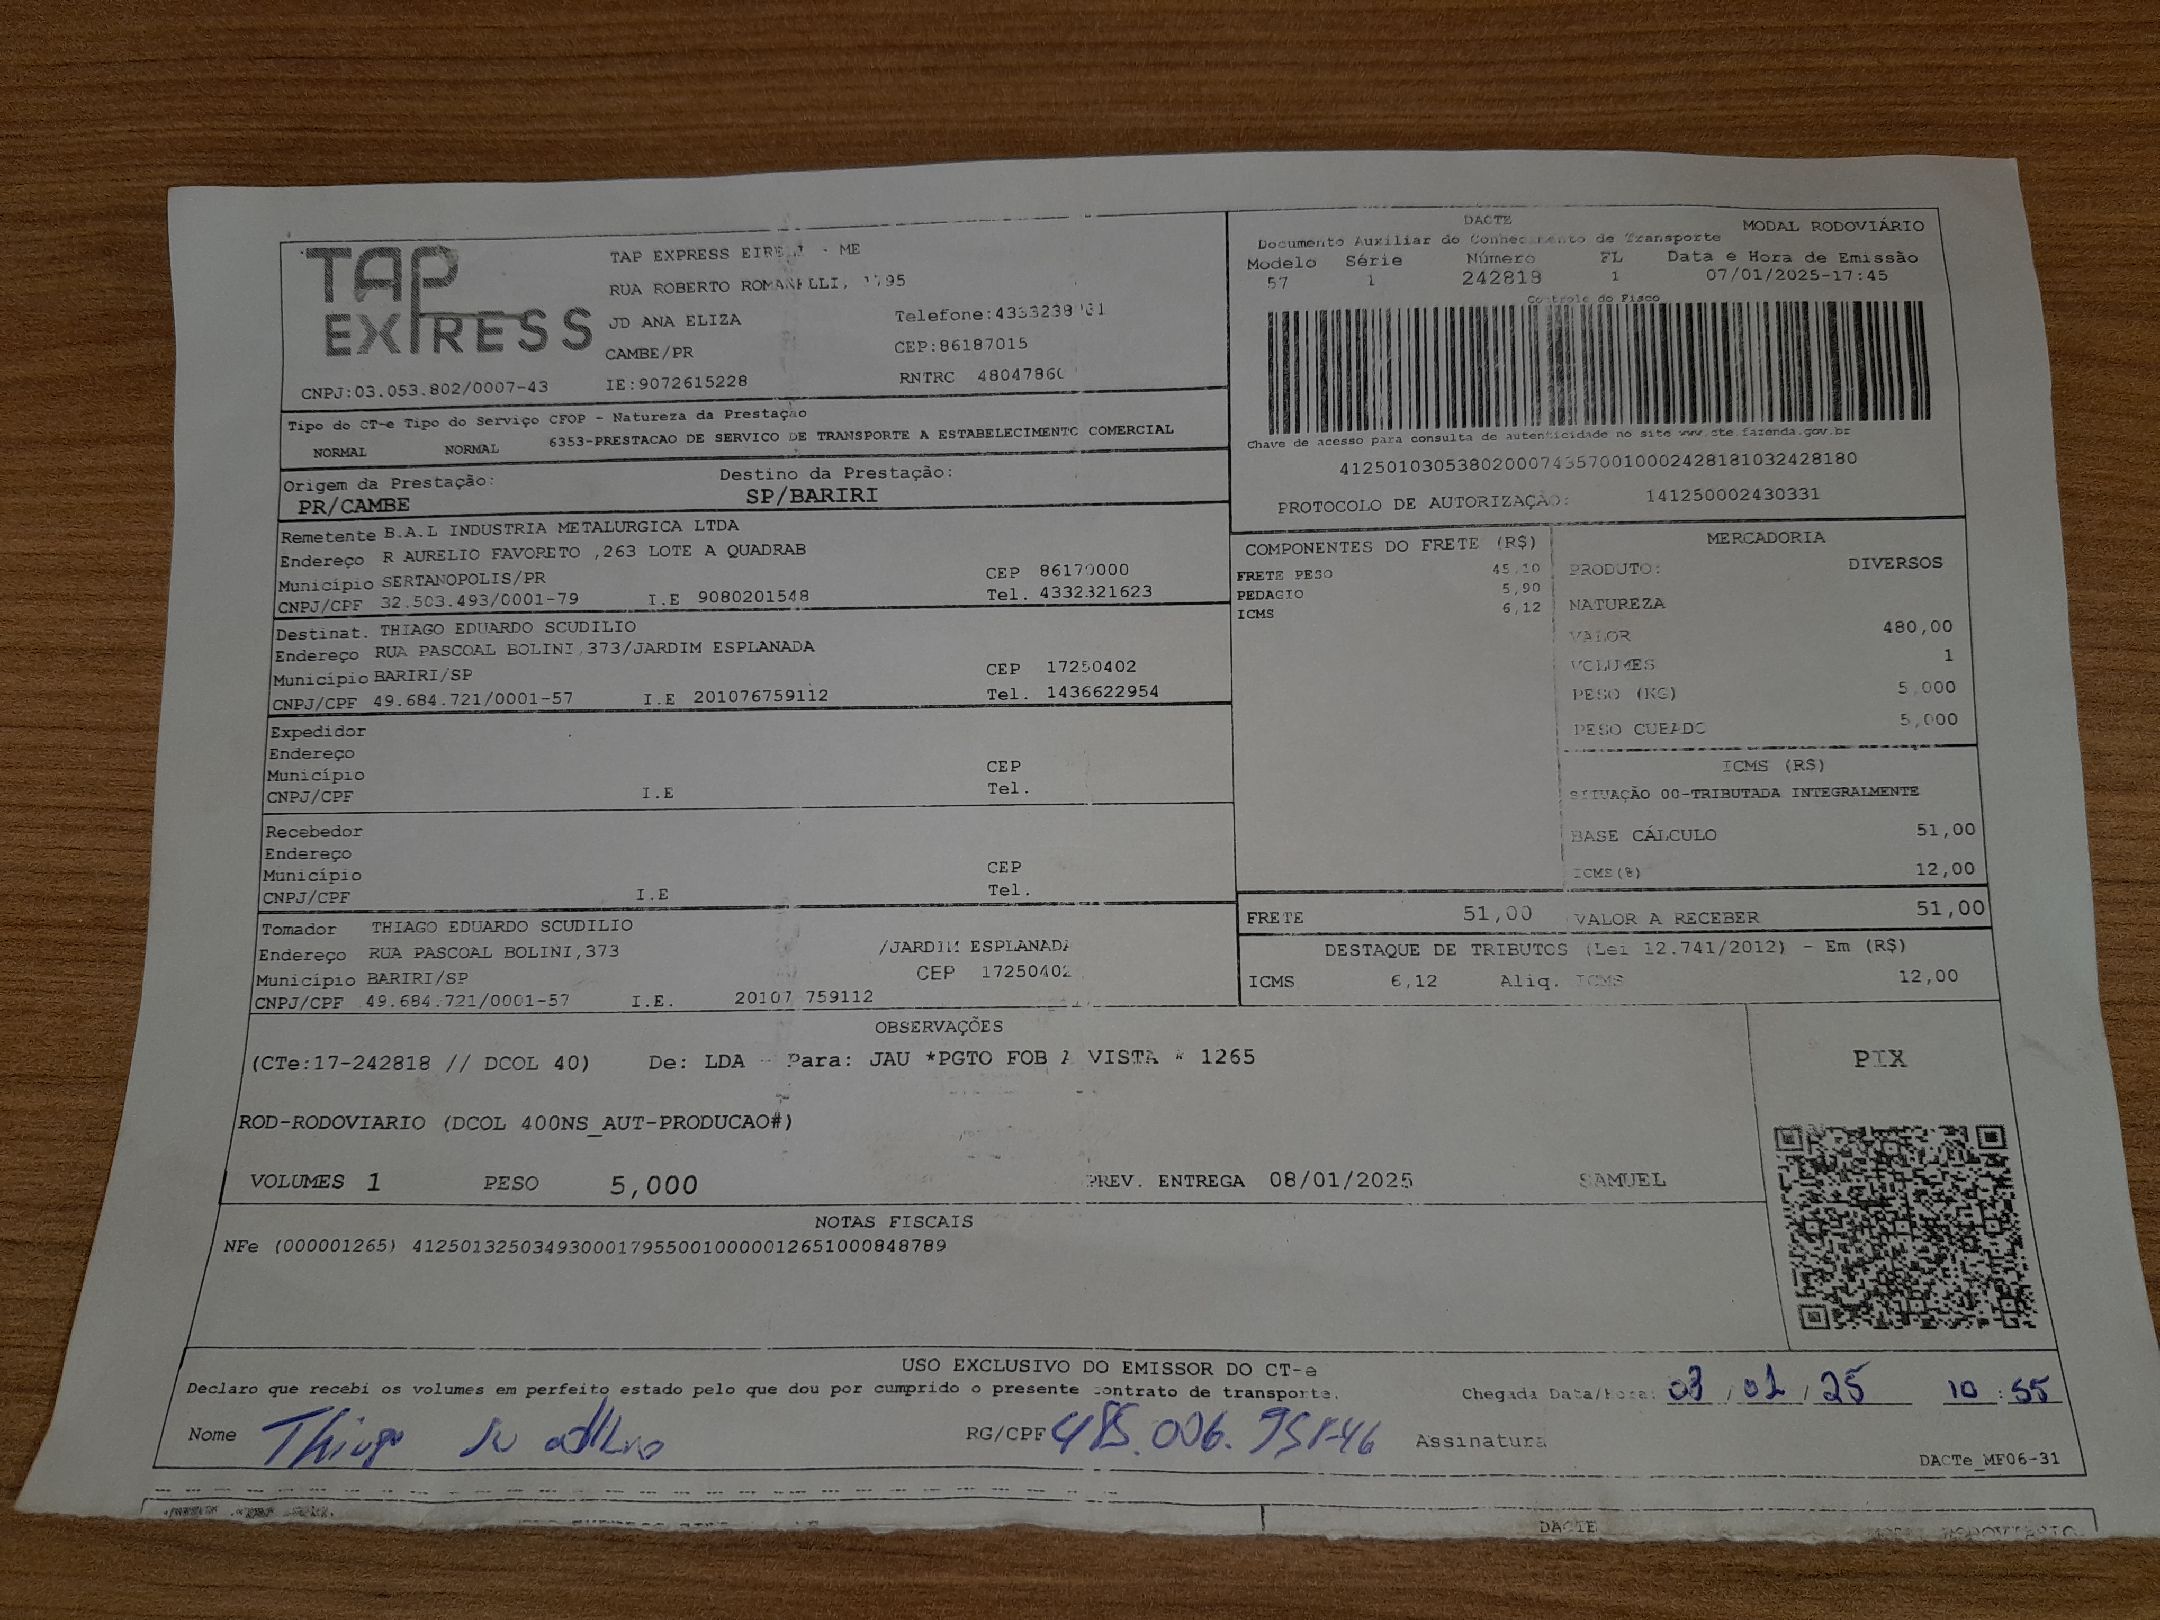 TAP
EXPRESS
TAP EXPRESS - ME
RUA ROBERTO ROMANELLI, 1795
JD ANA ELIZA
CAMBE/PR
Telefone:
CEP:86187015
CNPJ:03.053.802/0007-43 IE:9072615228 RNTRC
Tipo do CT-e Tipo do Serviço CFOP - Natureza da Prestação
NORMAL NORMAL 6353-PRESTACAO DE SERVICO DE TRANSPORTE A ESTABELECIMENTO COMERCIAL
Origem da Prestação: Destino da Prestação:
PR/CAMBE SP/BARIRI
DACTE MODAL RODOVIÁRIO
Documento Auxiliar do Conhecimento de Transporte
Modelo Série Número FL Data e Hora de Emissão
57 1 242818 1 07/01/2025-17:45
Controle do Fisco
Chave de acesso para consulta de autenticidade no site www.cte.fazenda.gov.br
41250103053802000743570010002428181032428180
PROTOCOLO DE AUTORIZAÇÃO: 141250002430331
Remetente B.A.L INDUSTRIA METALURGICA LTDA
Endereço R AURELIO FAVORETO ,263 LOTE A QUADRAB
Município SERTANOPOLIS/PR CEP 86170000
CNPJ/CPF 32.503.493/0001-79 I.E 9080201548 Tel. 4332321623
Destinat. THIAGO EDUARDO SCUDILIO
Endereço RUA PASCOAL BOLINI,373/JARDIM ESPLANADA
Município BARIRI/SP CEP 17250402
CNPJ/CPF 49.684.721/0001-57 I.E 201076759112 Tel. 1436622954
Expedidor
Endereço
Município CEP
CNPJ/CPF I.E Tel.
Recebedor
Endereço
Município CEP
CNPJ/CPF I.E Tel.
Tomador THIAGO EDUARDO SCUDILIO
Endereço RUA PASCOAL BOLINI,373 /JARDIM ESPLANADA
Município BARIRI/SP CEP 17250402
CNPJ/CPF 49.684.721/0001-57 I.E. 20107 759112
COMPONENTES DO FRETE (R$)
FRETE PESO 45,10
PEDAGIO 5,90
ICMS 6,12
MERCADORIA
PRODUTO: DIVERSOS
NATUREZA
VALOR 480,00
VOLUMES 1
PESO (KG) 5,000
PESO CUBADO 5,000
ICMS (R$)
SITUAÇÃO 00-TRIBUTADA INTEGRALMENTE
BASE CÁLCULO 51,00
ICMS(%) 12,00
FRETE 51,00 VALOR A RECEBER 51,00
DESTAQUE DE TRIBUTOS (Lei 12.741/2012) - Em (R$)
ICMS 6,12 Aliq. ICMS 12,00
OBSERVAÇÕES
(CTe:17-242818 // DCOL 40) De: LDA - Para: JAU *PGTO FOB A VISTA * 1265
ROD-RODOVIARIO (DCOL 400NS_AUT-PRODUCAO#)
VOLUMES 1 PESO 5,000 PREV. ENTREGA 08/01/2025 SAMUEL
PIX
NOTAS FISCAIS
NFe (000001265) 41250132503493000179550010000012651000848789
USO EXCLUSIVO DO EMISSOR DO CT-e
Declaro que recebi os volumes em perfeito estado pelo que dou por cumprido o presente contrato de transporte. Chegada Data/Hora: / 01 / 25 10 : 55
Nome Thiago RG/CPF Assinatura
DACTe_MF06-31
DACTE